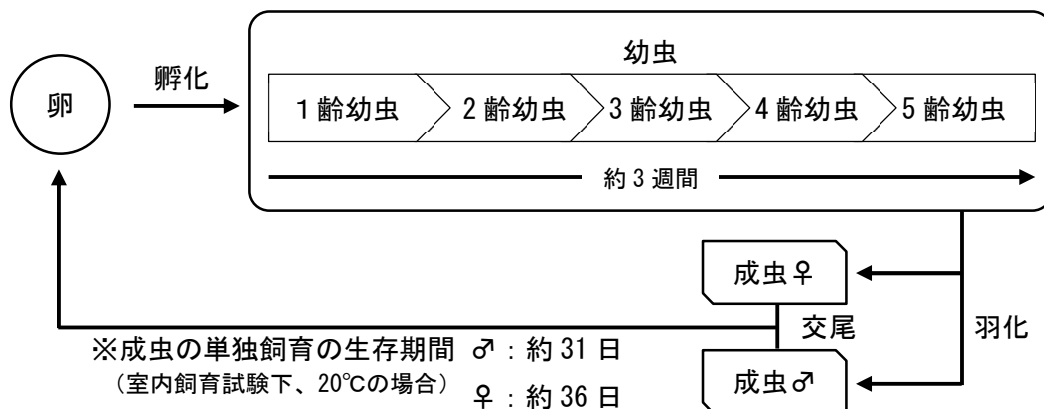 幼虫
卵
孵化
1齢幼虫
2齢幼虫
3齢幼虫
4齢幼虫
5齢幼虫
約3週間
成虫♀
交尾
羽化
成虫♂
※成虫の単独飼育の生存期間 ♂：約31日
（室内飼育試験下、20℃の場合）
♀：約36日